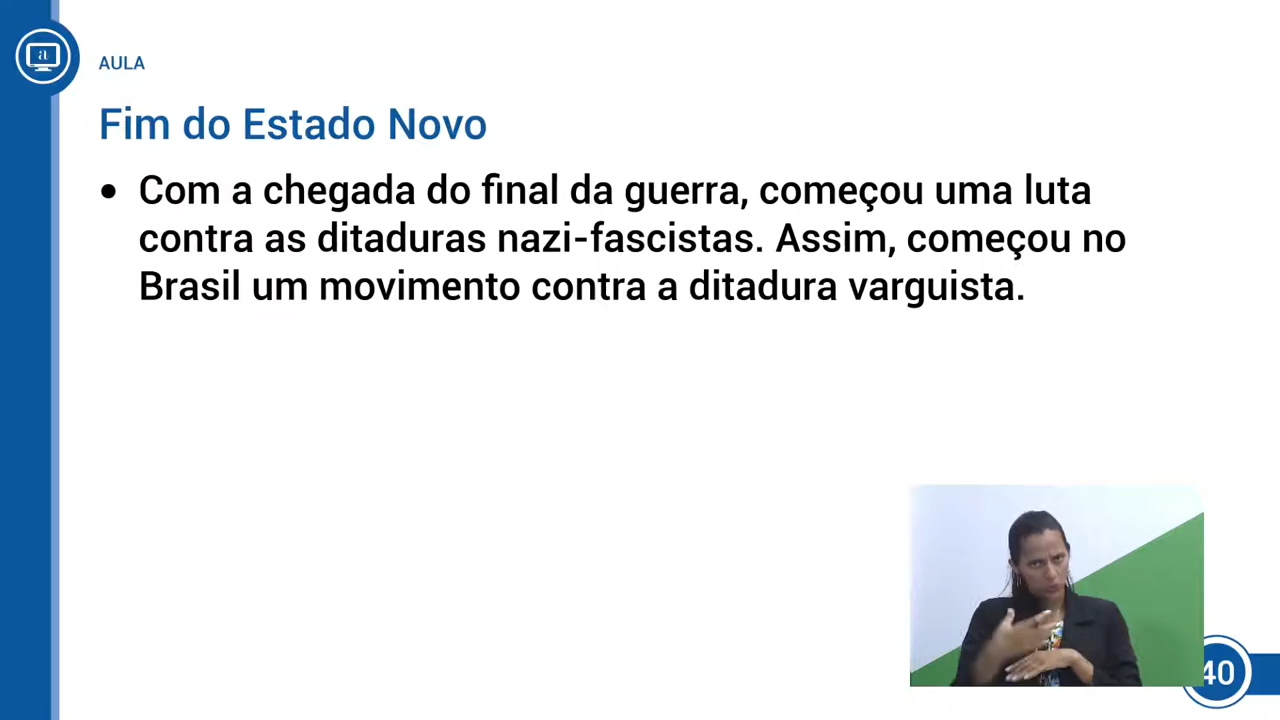 AULA
Fim do Estado Novo
• Com a chegada do final da guerra, começou uma luta
contra as ditaduras nazi-fascistas. Assim, começou no
Brasil um movimento contra a ditadura varguista.
40